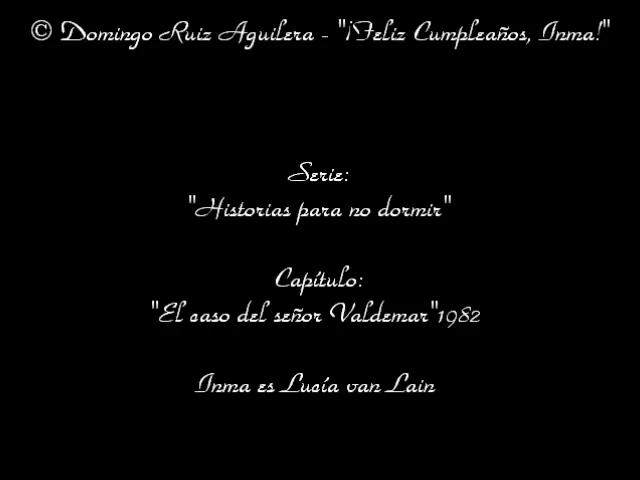 © Domingo Ruiz Aguilera - "¡Feliz Cumpleaños, Inma!"
Serie:
"Historias para no dormir"
Capítulo:
"El caso del señor Valdemar"1982
Inma es Lucía van Lain